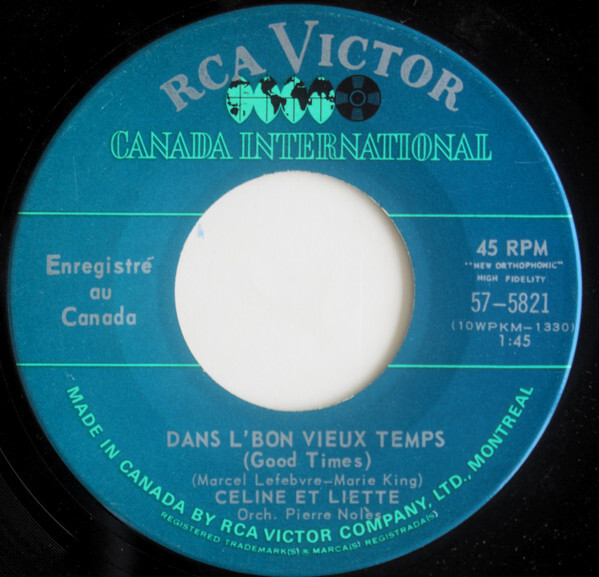 RCA VICTOR
CANADA INTERNATIONAL
Enregistré
au
Canada
45 RPM
"NEW ORTHOPHONIC"
HIGH FIDELITY
57-5821
(10WPKM-1330)
1:45
DANS L'BON VIEUX TEMPS
(Good Times)
(Marcel Lefebvre-Marie King)
CELINE ET LIETTE
Orch. Pierre Nolès
MADE IN CANADA BY RCA VICTOR COMPANY, LTD., MONTREAL
REGISTERED TRADEMARK(S) • MARCA(S) REGISTRADA(S)